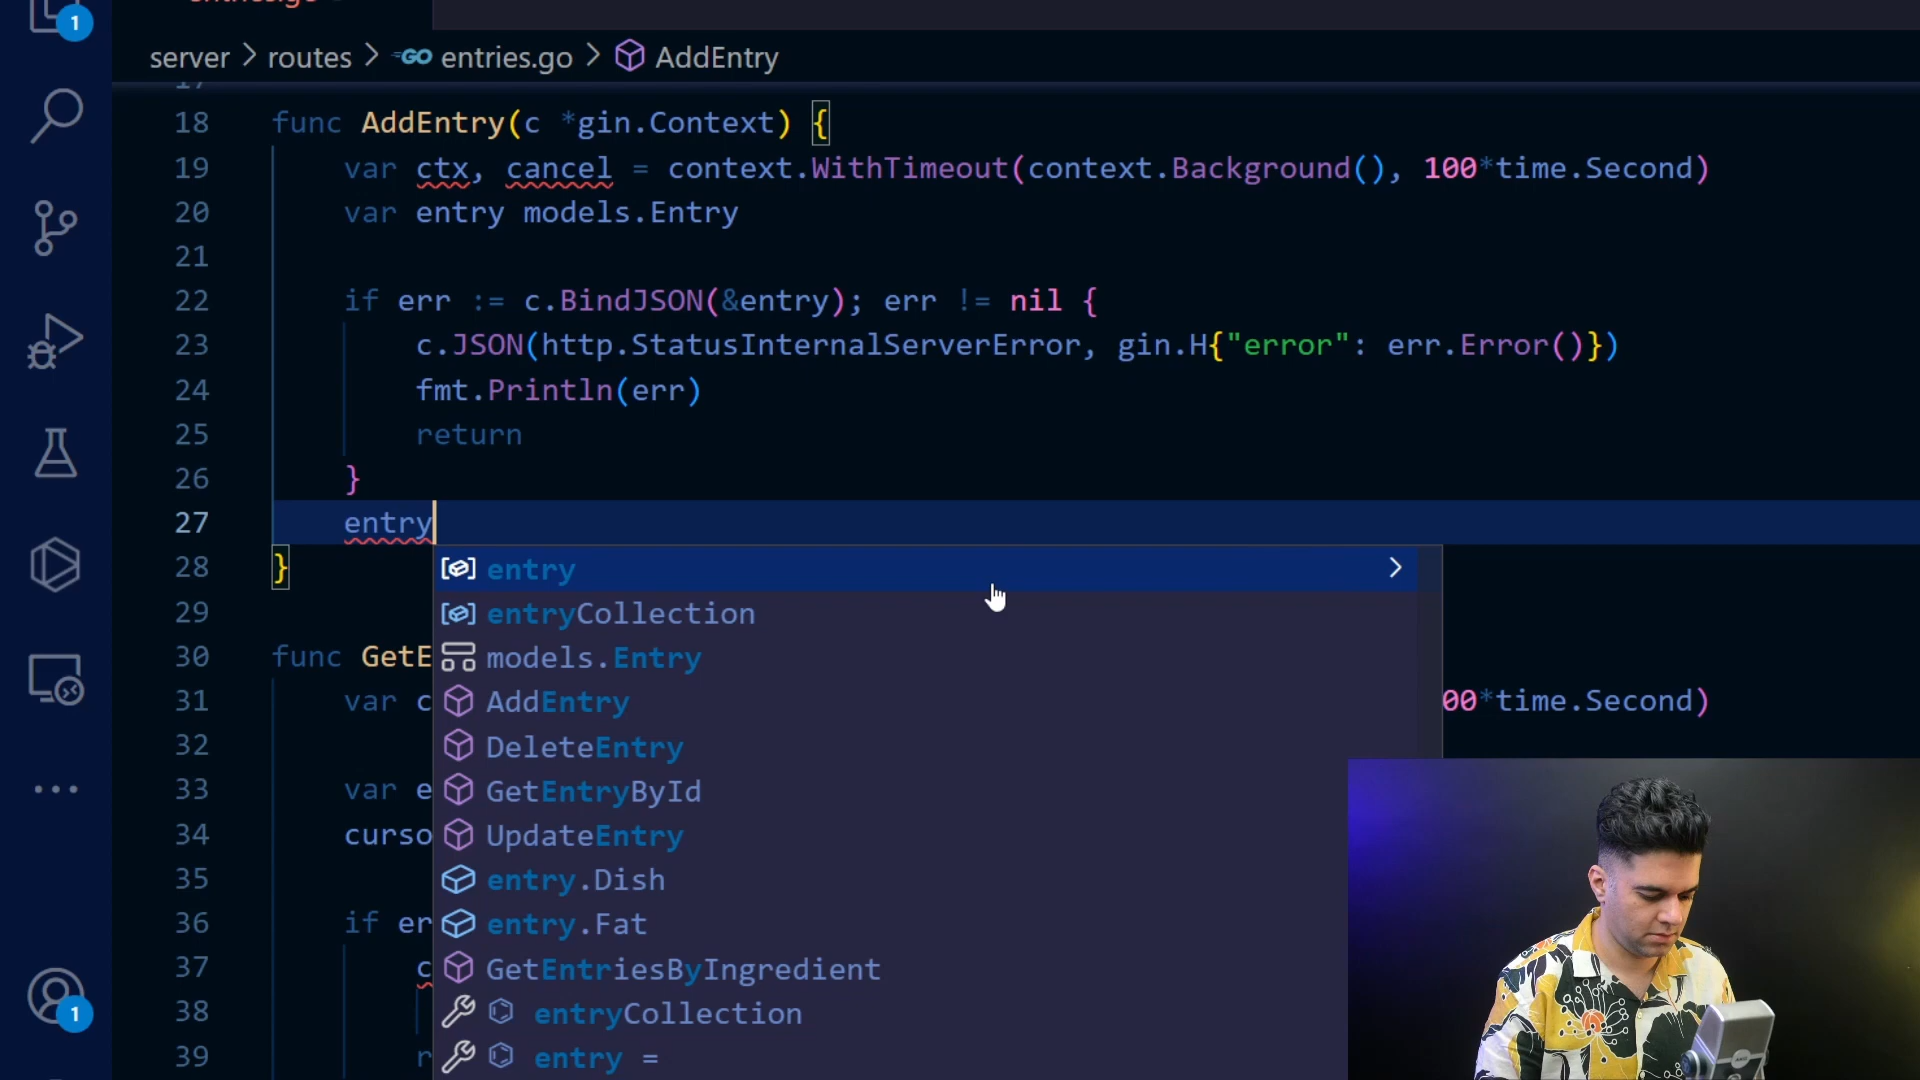 1
server > routes > GO entries.go > AddEntry
17
18 func AddEntry(c *gin.Context) {
19 var ctx, cancel = context.WithTimeout(context.Background(), 100*time.Second)
20 var entry models.Entry
21
22 if err := c.BindJSON(&entry); err != nil {
23 c.JSON(http.StatusInternalServerError, gin.H{"error": err.Error()})
24 fmt.Println(err)
25 return
26 }
27 entry
28 }
entry
29
entryCollection
30 func GetE
models.Entry
31 var c
AddEntry
00*time.Second)
32
DeleteEntry
33 var e
GetEntryById
34 curso
UpdateEntry
35
entry.Dish
36 if er
entry.Fat
37 c
GetEntriesByIngredient
38
entryCollection
39 r
entry =
1